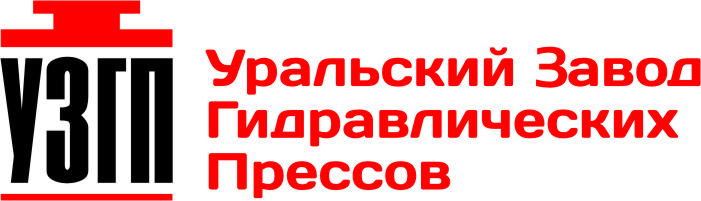 УЗГП
Уральский Завод
Гидравлических
Прессов